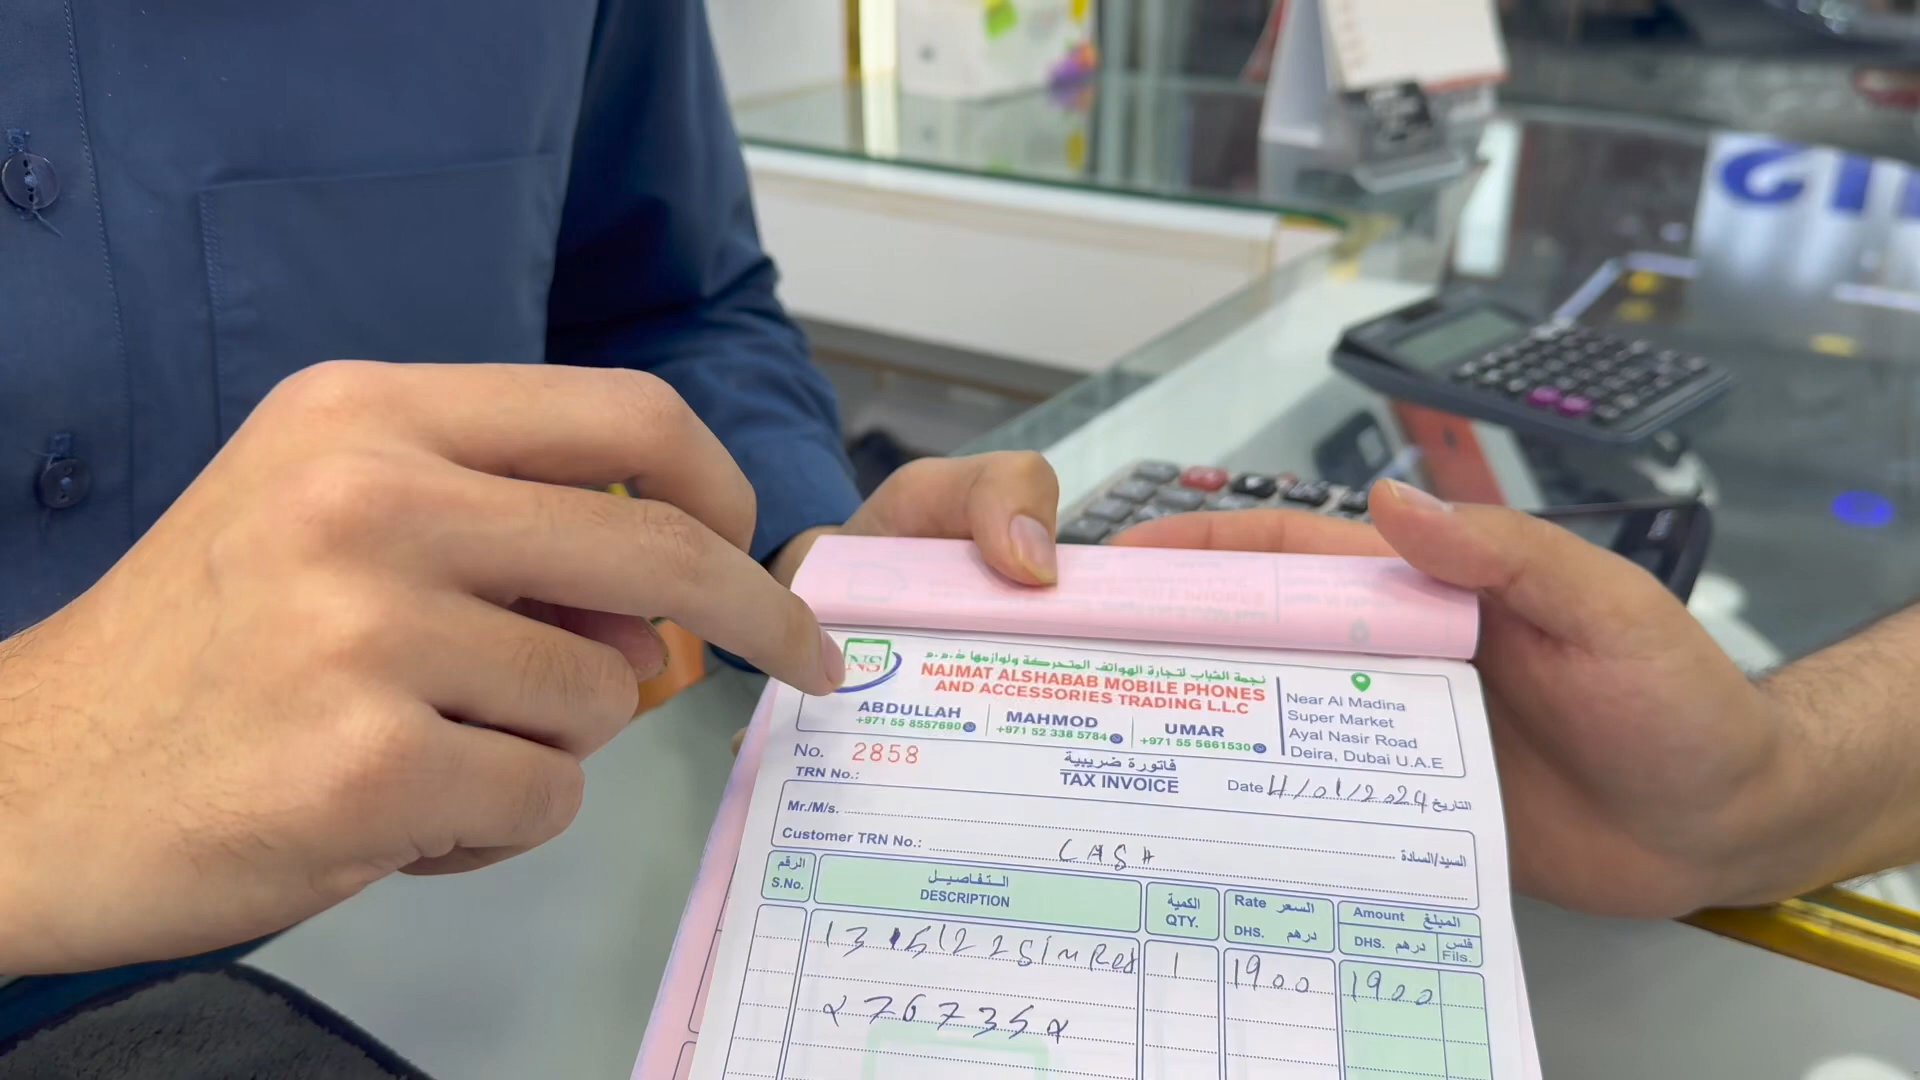 NS
نجمة الشباب لتجارة الهواتف المتحركة ولوازمها ذ.م.م
NAJMAT ALSHABAB MOBILE PHONES
AND ACCESSORIES TRADING L.L.C
ABDULLAH
+971 55 8557690
MAHMOD
+971 52 338 5784
UMAR
+971 55 5661530
Near Al Madina
Super Market
Ayal Nasir Road
Deira, Dubai U.A.E
No. 2858
فاتورة ضريبية
TAX INVOICE
Date 4/01/2024 التاريخ
TRN No.:
Mr./M/s. السيد/السادة
Customer TRN No.: CASH
الرقم التفاصيل الكمية Rate السعر Amount المبلغ
S.No. DESCRIPTION QTY. DHS. درهم DHS. درهم فلس Fils.
13 512 2Sim Red 1 1900 1900
767358